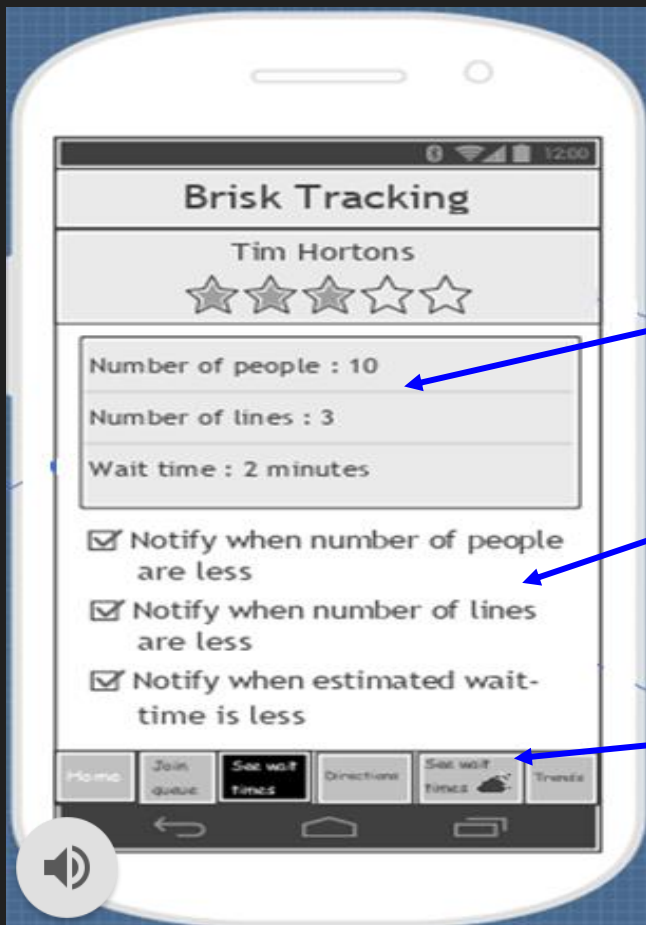 12:00
Brisk Tracking
Tim Hortons
Number of people : 10
Number of lines : 3
Wait time : 2 minutes
Notify when number of people
are less
Notify when number of lines
are less
Notify when estimated wait-
time is less
Home
Join
queue
See wait
times
Directions
See wait
times
Trends